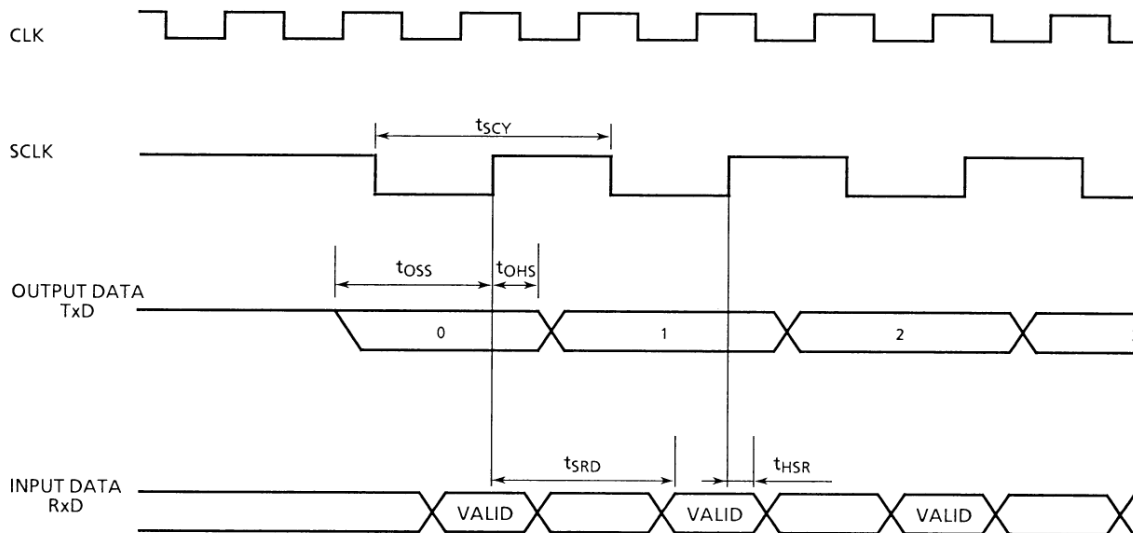 CLK
tSCY
SCLK
tOSS
tOHS
OUTPUT DATA
TxD
0
1
2
tSRD
tHSR
INPUT DATA
RxD
VALID
VALID
VALID